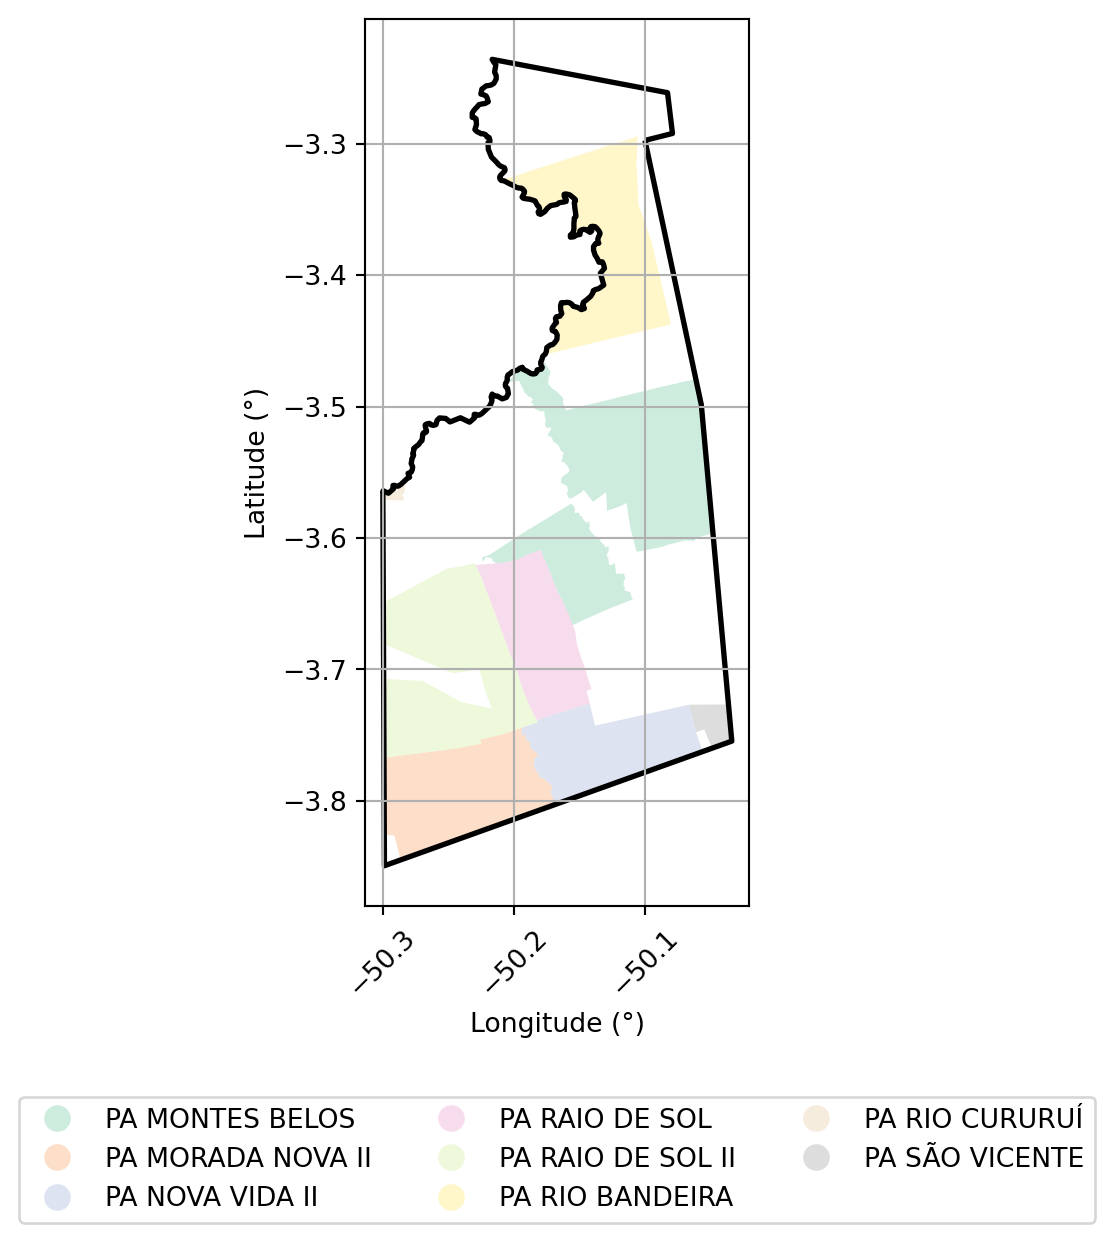 −3.3
−3.4
−3.5
−3.6
−3.7
−3.8
Latitude (°)
−50.3
−50.2
−50.1
Longitude (°)
PA MONTES BELOS
PA MORADA NOVA II
PA NOVA VIDA II
PA RAIO DE SOL
PA RAIO DE SOL II
PA RIO BANDEIRA
PA RIO CURURUÍ
PA SÃO VICENTE